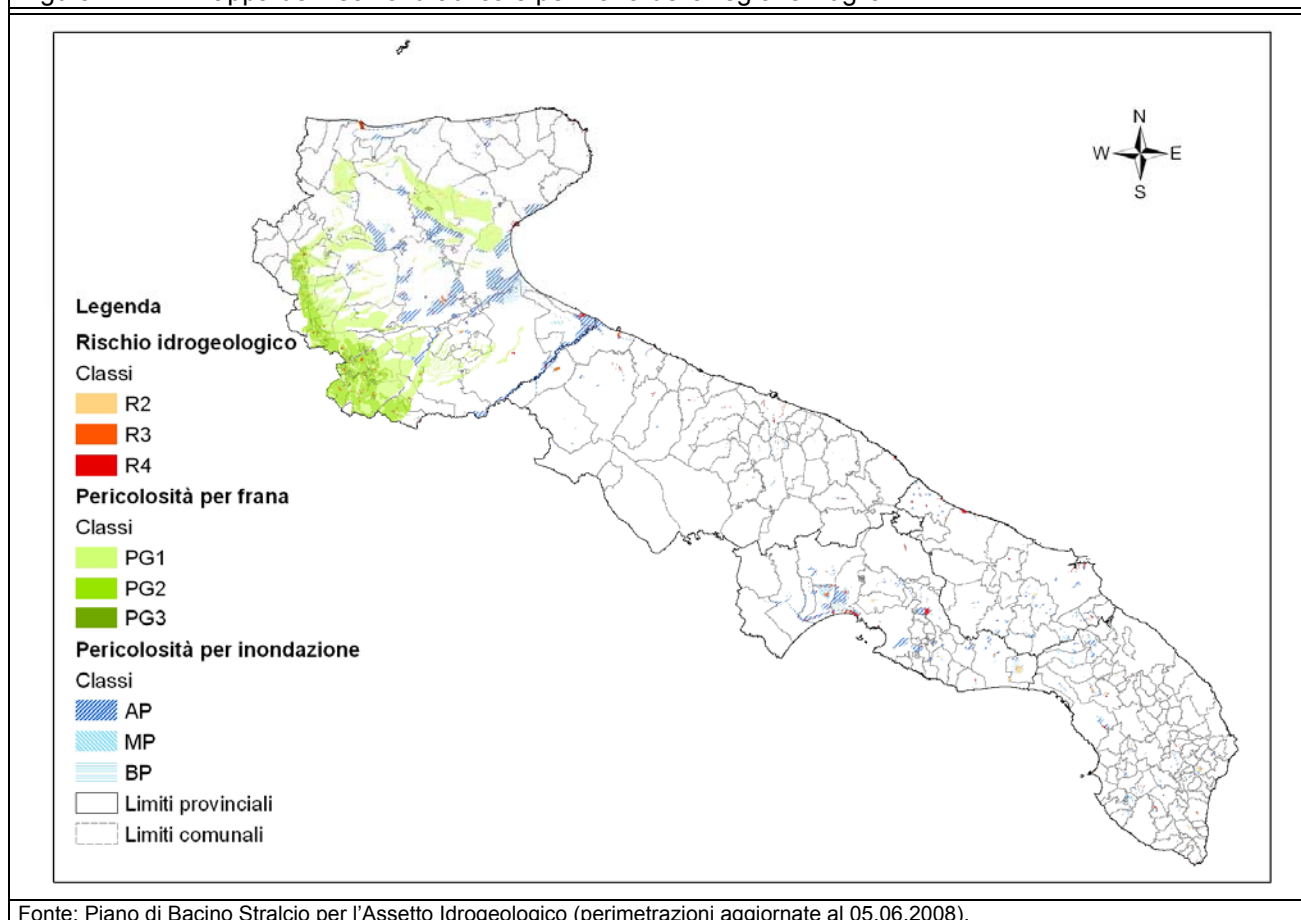 N
W E
S
Legenda
Rischio idrogeologico
Classi
R2
R3
R4
Pericolosità per frana
Classi
PG1
PG2
PG3
Pericolosità per inondazione
Classi
AP
MP
BP
Limiti provinciali
Limiti comunali
Fonte: Piano di Bacino Stralcio per l'Assetto Idrogeologico (perimetrazioni aggiornate al 05.06.2008).